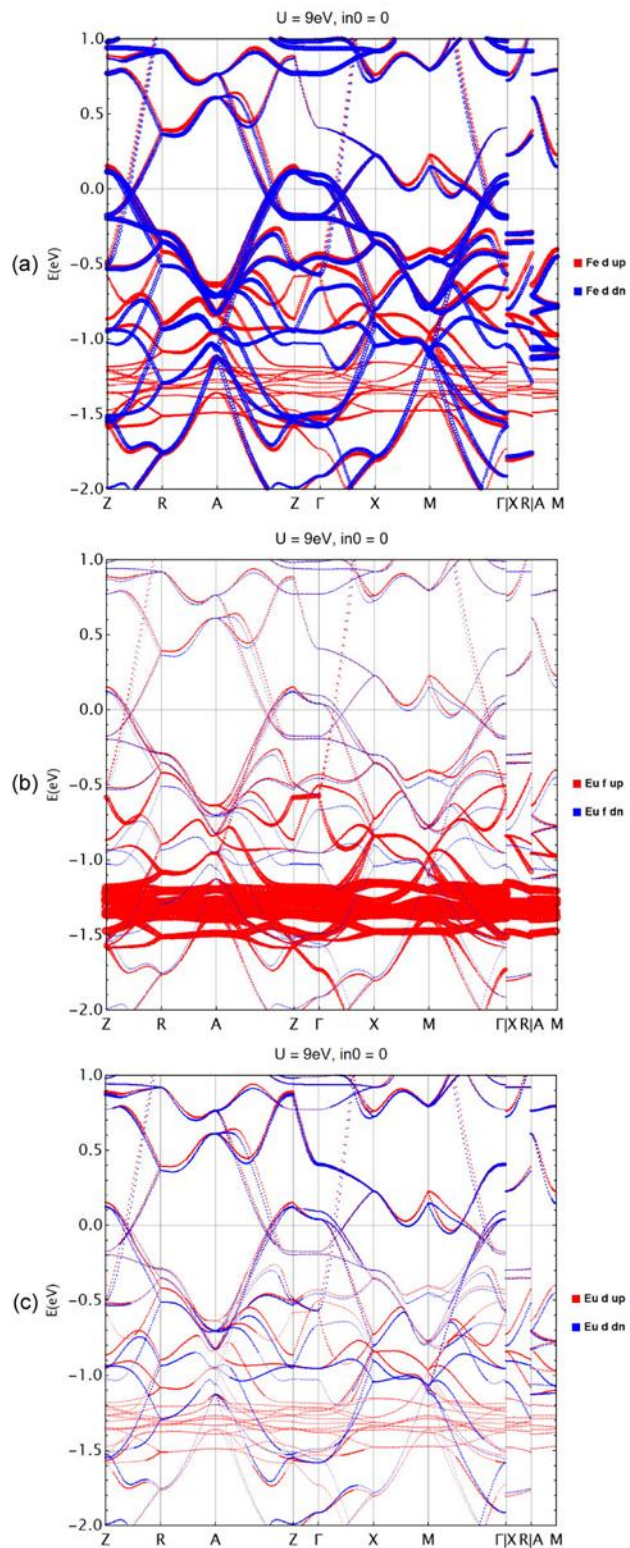 U = 9eV, in0 = 0
1.0
0.5
0.0
(a)
E(eV)
−0.5
−1.0
−1.5
−2.0
Fe d up
Fe d dn
Z R A Z Γ X M Γ|X R|A M
U = 9eV, in0 = 0
1.0
0.5
0.0
(b)
E(eV)
−0.5
−1.0
−1.5
−2.0
Eu f up
Eu f dn
Z R A Z Γ X M Γ|X R|A M
U = 9eV, in0 = 0
1.0
0.5
0.0
(c)
E(eV)
−0.5
−1.0
−1.5
−2.0
Eu d up
Eu d dn
Z R A Z Γ X M Γ|X R|A M